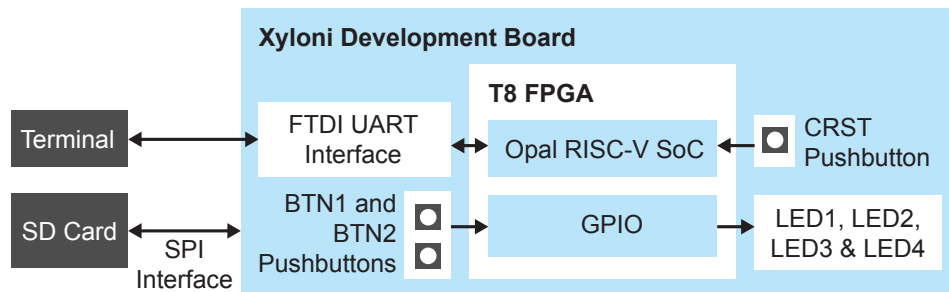 Xyloni Development Board
T8 FPGA
Terminal
FTDI UART
Interface
Opal RISC-V SoC
CRST
Pushbutton
SD Card
SPI
Interface
BTN1 and
BTN2
Pushbuttons
GPIO
LED1, LED2,
LED3 & LED4